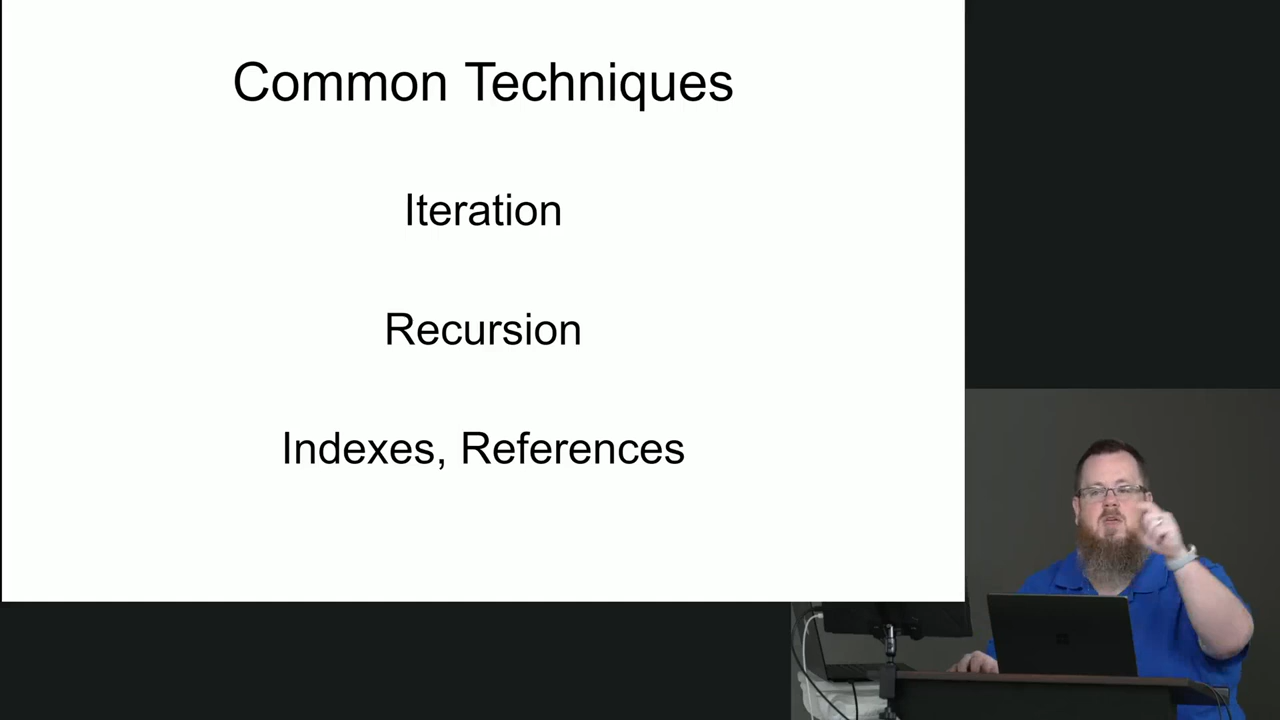 Common Techniques
Iteration
Recursion
Indexes, References